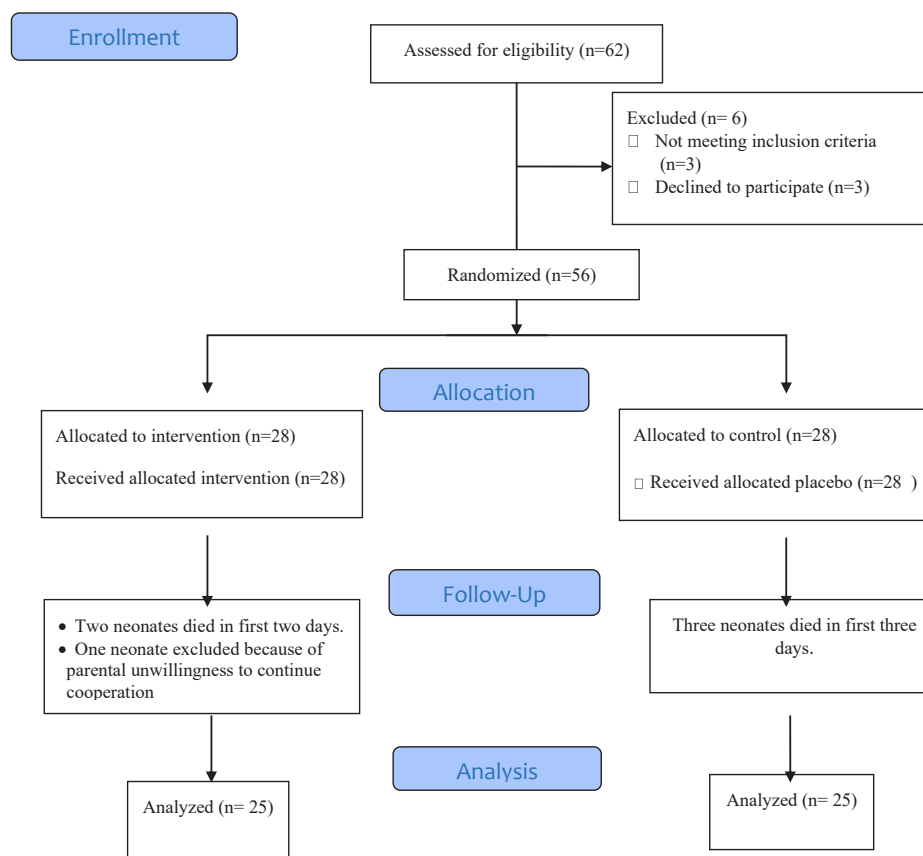 Enrollment
Assessed for eligibility (n=62)
Excluded (n= 6)
□ Not meeting inclusion criteria
(n=3)
□ Declined to participate (n=3)
Randomized (n=56)
Allocation
Allocated to intervention (n=28)
Received allocated intervention (n=28)
Allocated to control (n=28)
□ Received allocated placebo (n=28 )
Follow-Up
• Two neonates died in first two days.
• One neonate excluded because of
parental unwillingness to continue
cooperation
Three neonates died in first three
days.
Analysis
Analyzed (n= 25)
Analyzed (n= 25)